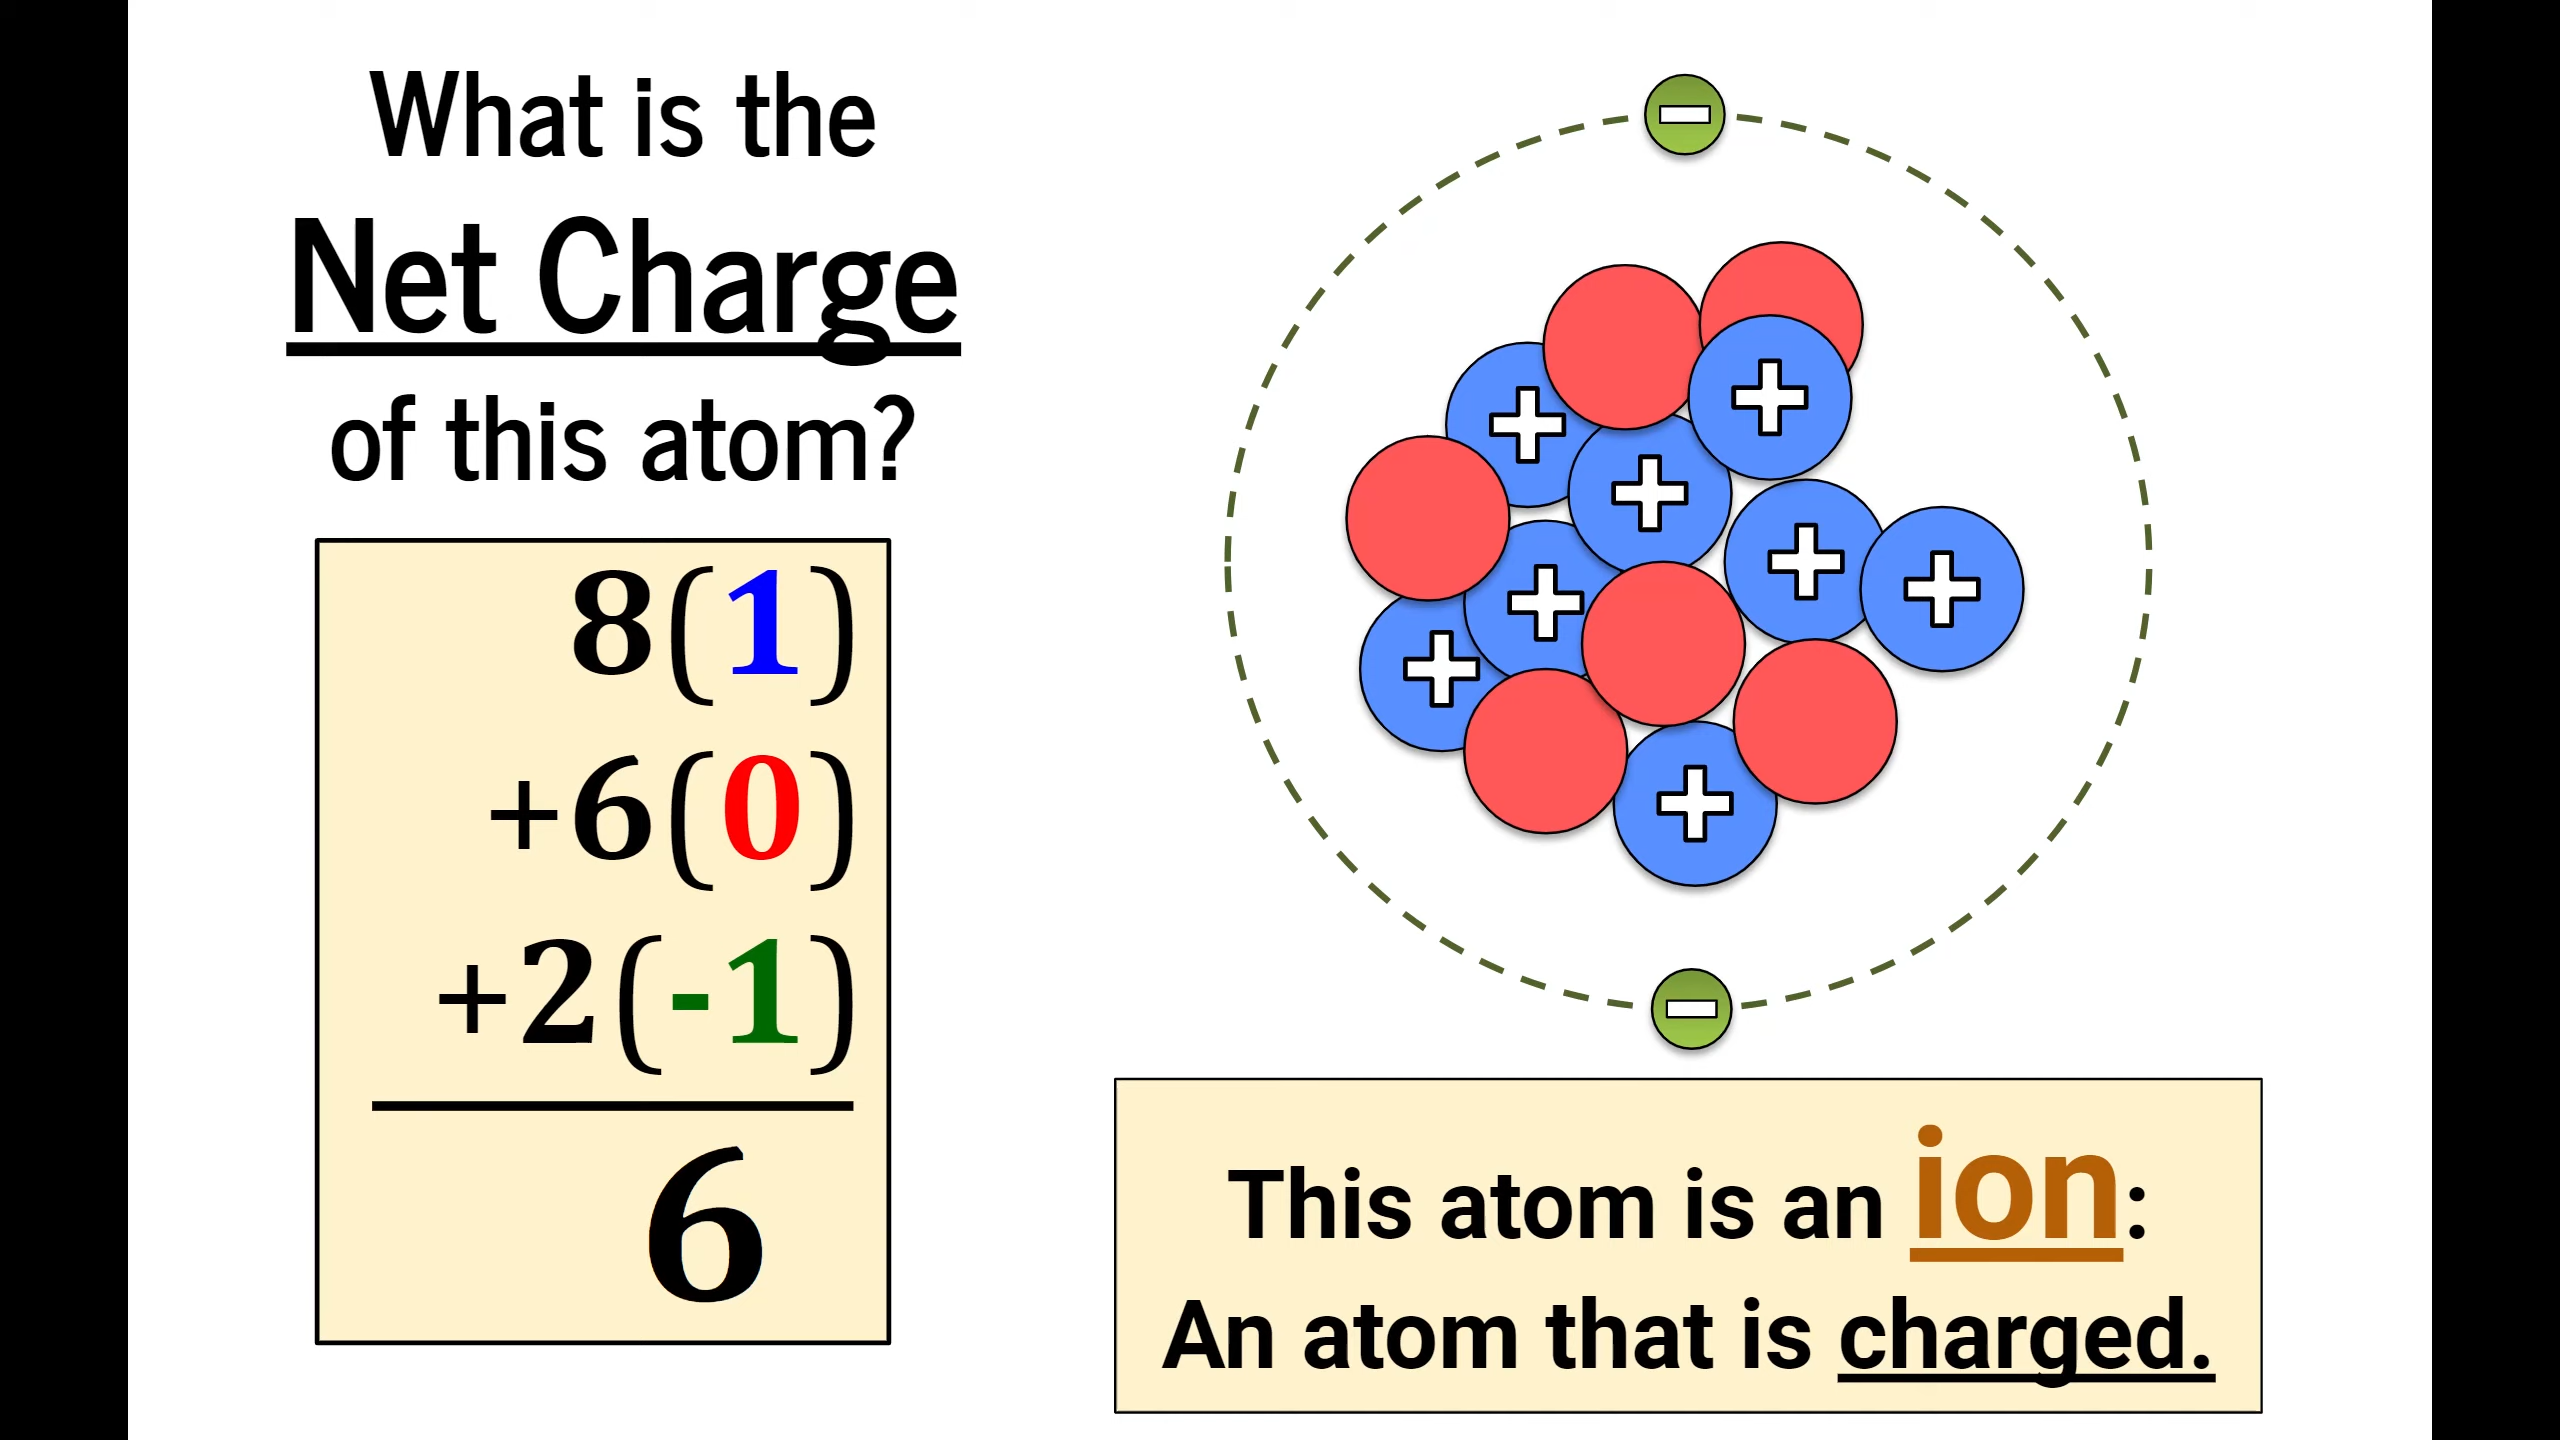 What is the
Net Charge
of this atom?
8(1)
+6(0)
+2(-1)
6
This atom is an ion:
An atom that is charged.